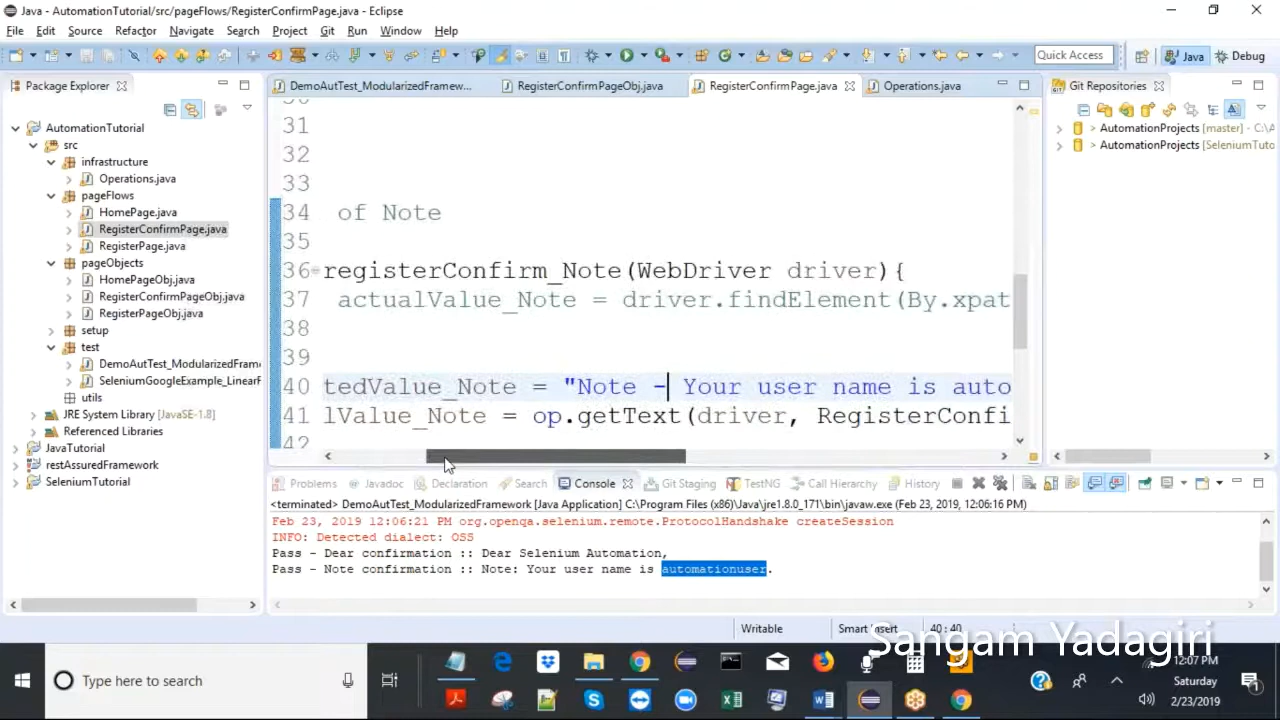 Java - AutomationTutorial/src/pageFlows/RegisterConfirmPage.java - Eclipse
File Edit Source Refactor Navigate Search Project Git Run Window Help
Quick Access
Java
Debug
Package Explorer
DemoAutTest_ModularizedFramew...
RegisterConfirmPageObj.java
RegisterConfirmPage.java
Operations.java
Git Repositories
AutomationTutorial
src
infrastructure
Operations.java
pageFlows
HomePage.java
RegisterConfirmPage.java
RegisterPage.java
pageObjects
HomePageObj.java
RegisterConfirmPageObj.java
RegisterPageObj.java
setup
test
DemoAutTest_ModularizedFram
SeleniumGoogleExample_LinearF
utils
JRE System Library [JavaSE-1.8]
Referenced Libraries
JavaTutorial
restAssuredFramework
SeleniumTutorial
30
31
32
33
34 of Note
35
36 registerConfirm_Note(WebDriver driver){
37 actualValue_Note = driver.findElement(By.xpat
38
39
40 tedValue_Note = "Note - Your user name is auto
41 lValue_Note = op.getText(driver, RegisterConfi
42
> AutomationProjects [master] - C:\A
> AutomationProjects [SeleniumTuto
Problems Javadoc Declaration Search Console Git Staging TestNG Call Hierarchy History
<terminated> DemoAutTest_ModularizedFramework [Java Application] C:\Program Files (x86)\Java\jre1.8.0_171\bin\javaw.exe (Feb 23, 2019, 12:06:16 PM)
Feb 23, 2019 12:06:21 PM org.openqa.selenium.remote.ProtocolHandshake createSession
INFO: Detected dialect: OSS
Pass - Dear confirmation :: Dear Selenium Automation,
Pass - Note confirmation :: Note: Your user name is automationuser.
Writable
Smart Insert
40 : 40
Sangam Yadagiri
Type here to search
12:07 PM
Saturday
2/23/2019